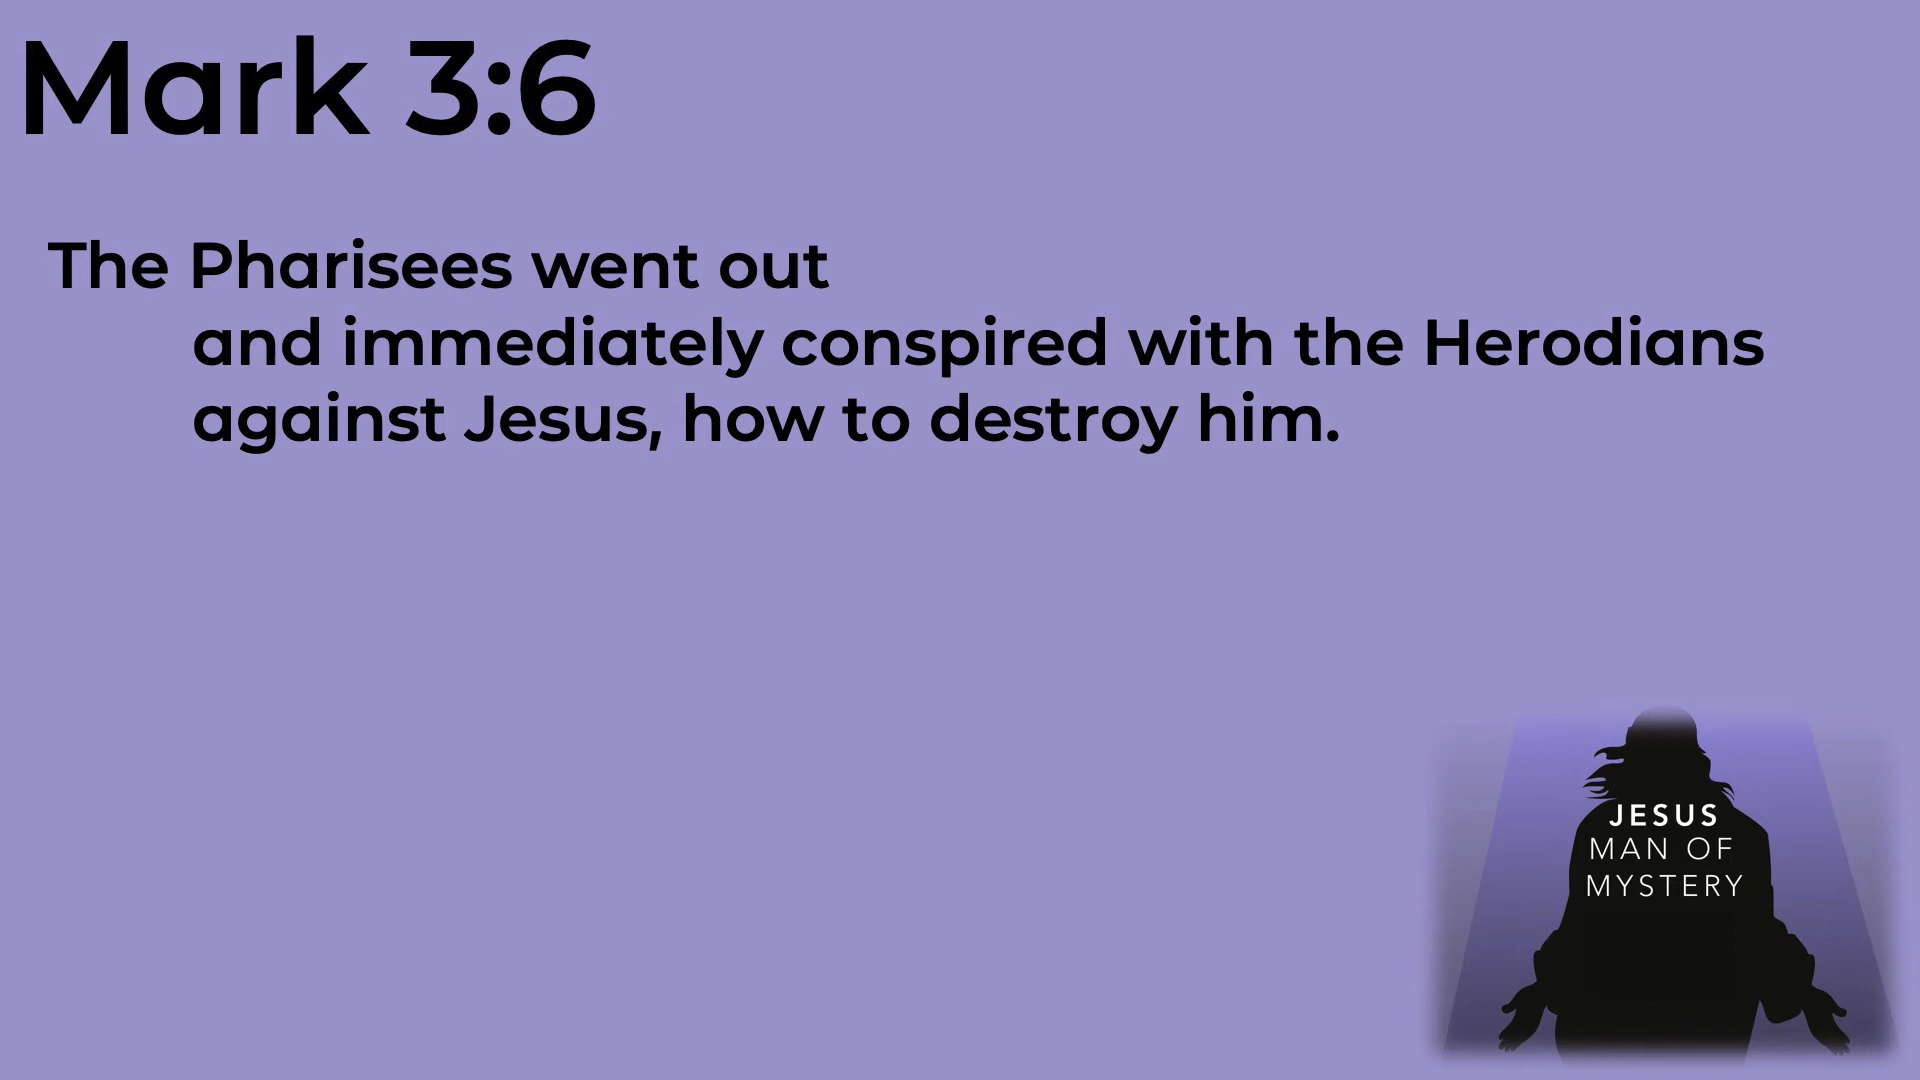 Mark 3:6
The Pharisees went out
and immediately conspired with the Herodians
against Jesus, how to destroy him.
JESUS
MAN OF
MYSTERY